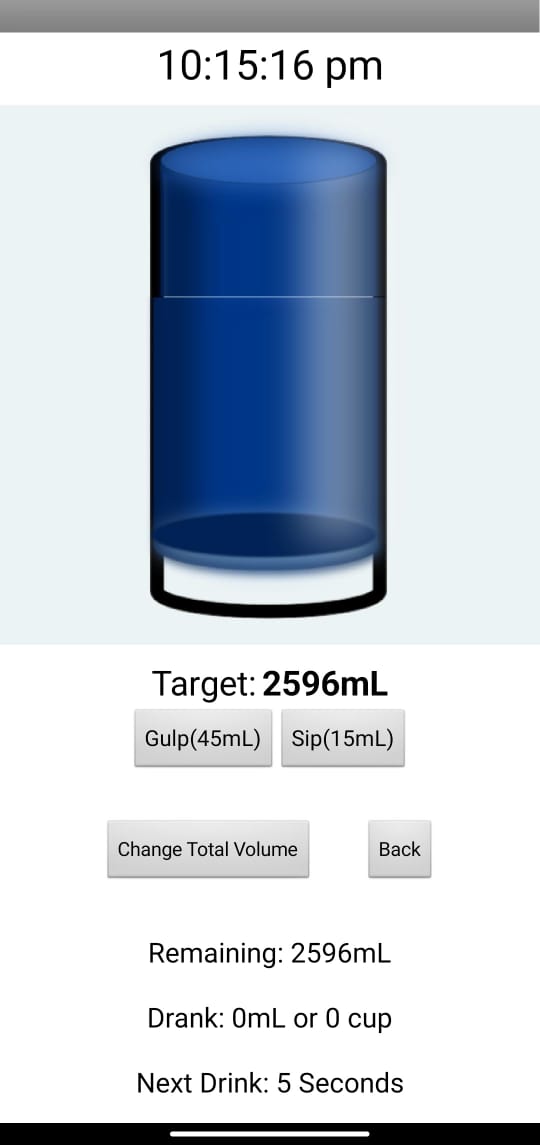 10:15:16 pm
Target: 2596mL
Gulp(45mL) Sip(15mL)
Change Total Volume Back
Remaining: 2596mL
Drank: 0mL or 0 cup
Next Drink: 5 Seconds